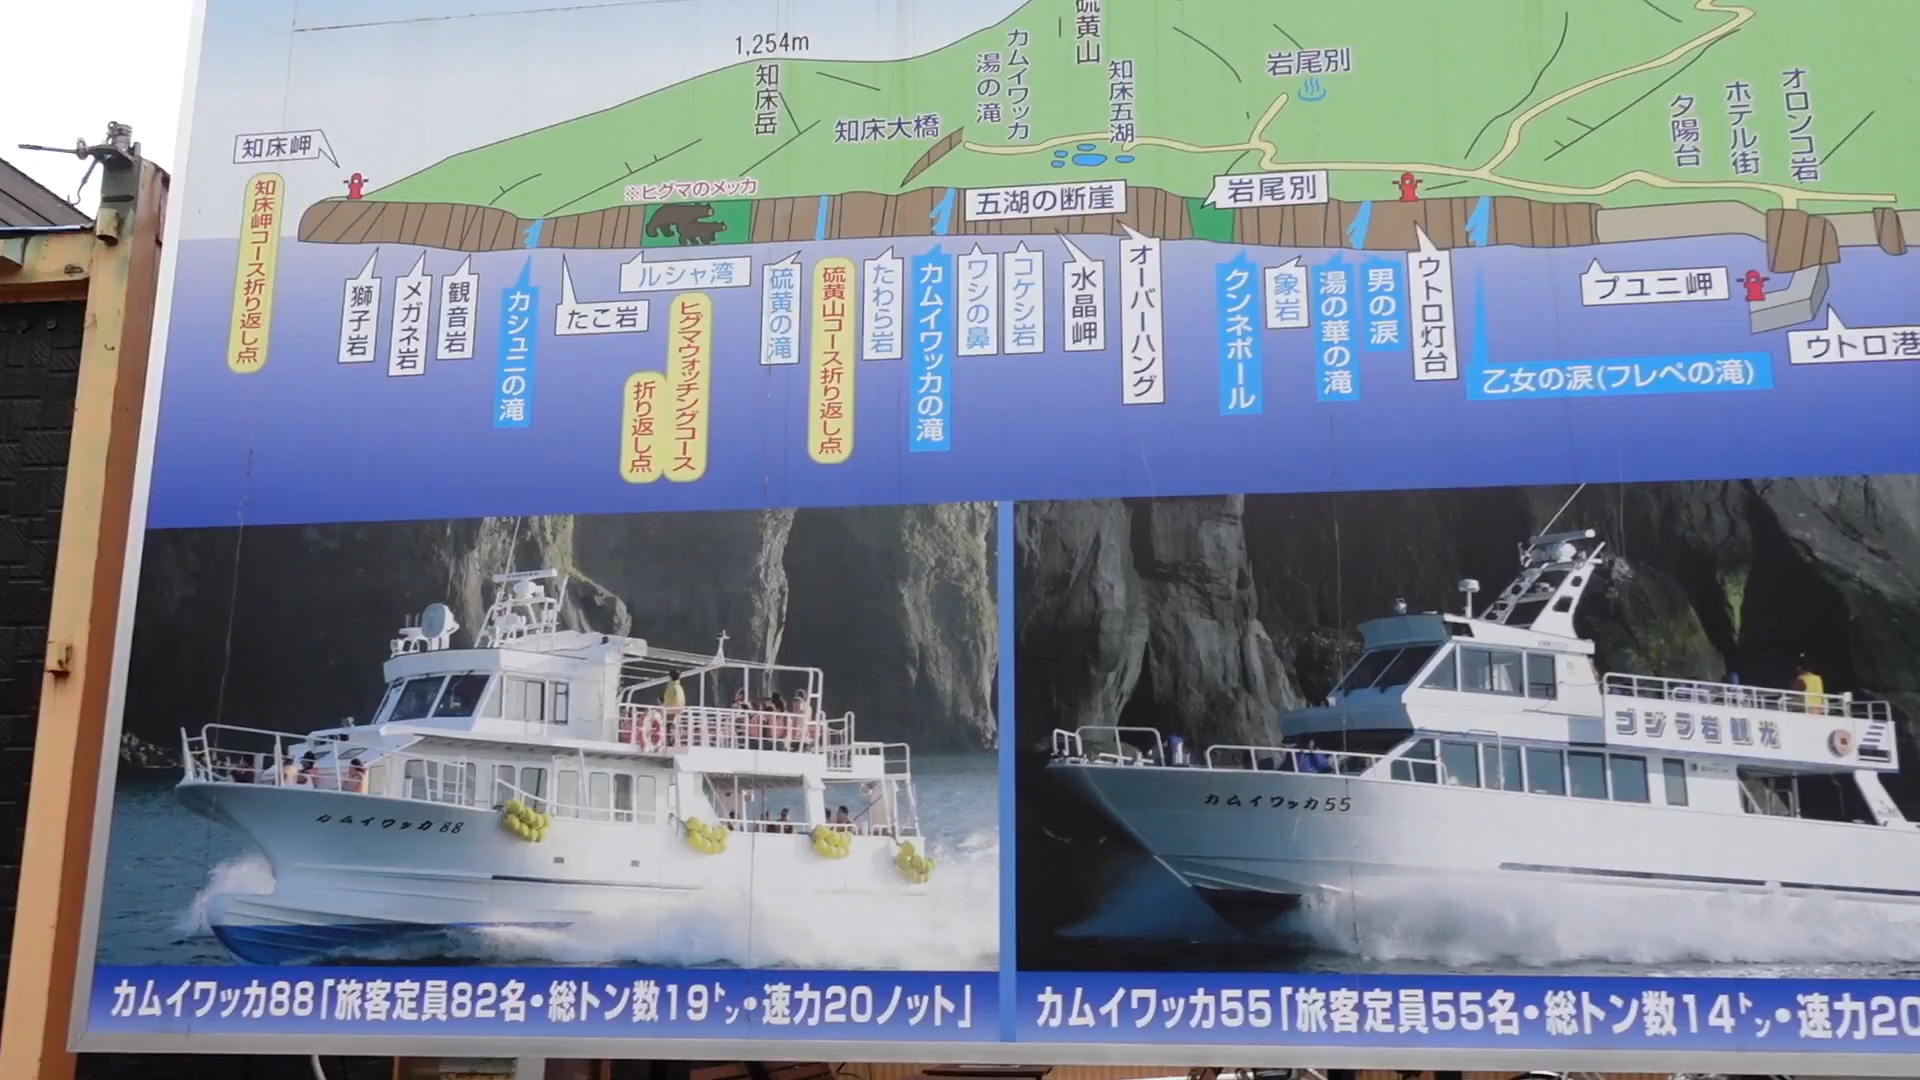 1,254m
知床岳
硫黄山
カムイワッカ
湯の滝
知床五湖
岩尾別
知床大橋
オロンコ岩
ホテル街
夕陽台
知床岬
※ヒグマのメッカ
五湖の断崖
岩尾別
知床岬コース折り返し点
獅子岩
メガネ岩
観音岩
カシュニの滝
たこ岩
ルシャ湾
ヒグマウォッチングコース
折り返し点
硫黄の滝
硫黄山コース折り返し点
たわら岩
カムイワッカの滝
ワシの鼻
コケシ岩
水晶岬
オーバーハング
クンネポール
象岩
湯の華の滝
男の涙
ウトロ灯台
乙女の涙(フレペの滝)
プユニ岬
ウトロ港
カムイワッカ88
ゴジラ岩観光
カムイワッカ55
カムイワッカ88「旅客定員82名・総トン数19トン・速力20ノット」
カムイワッカ55「旅客定員55名・総トン数14トン・速力20